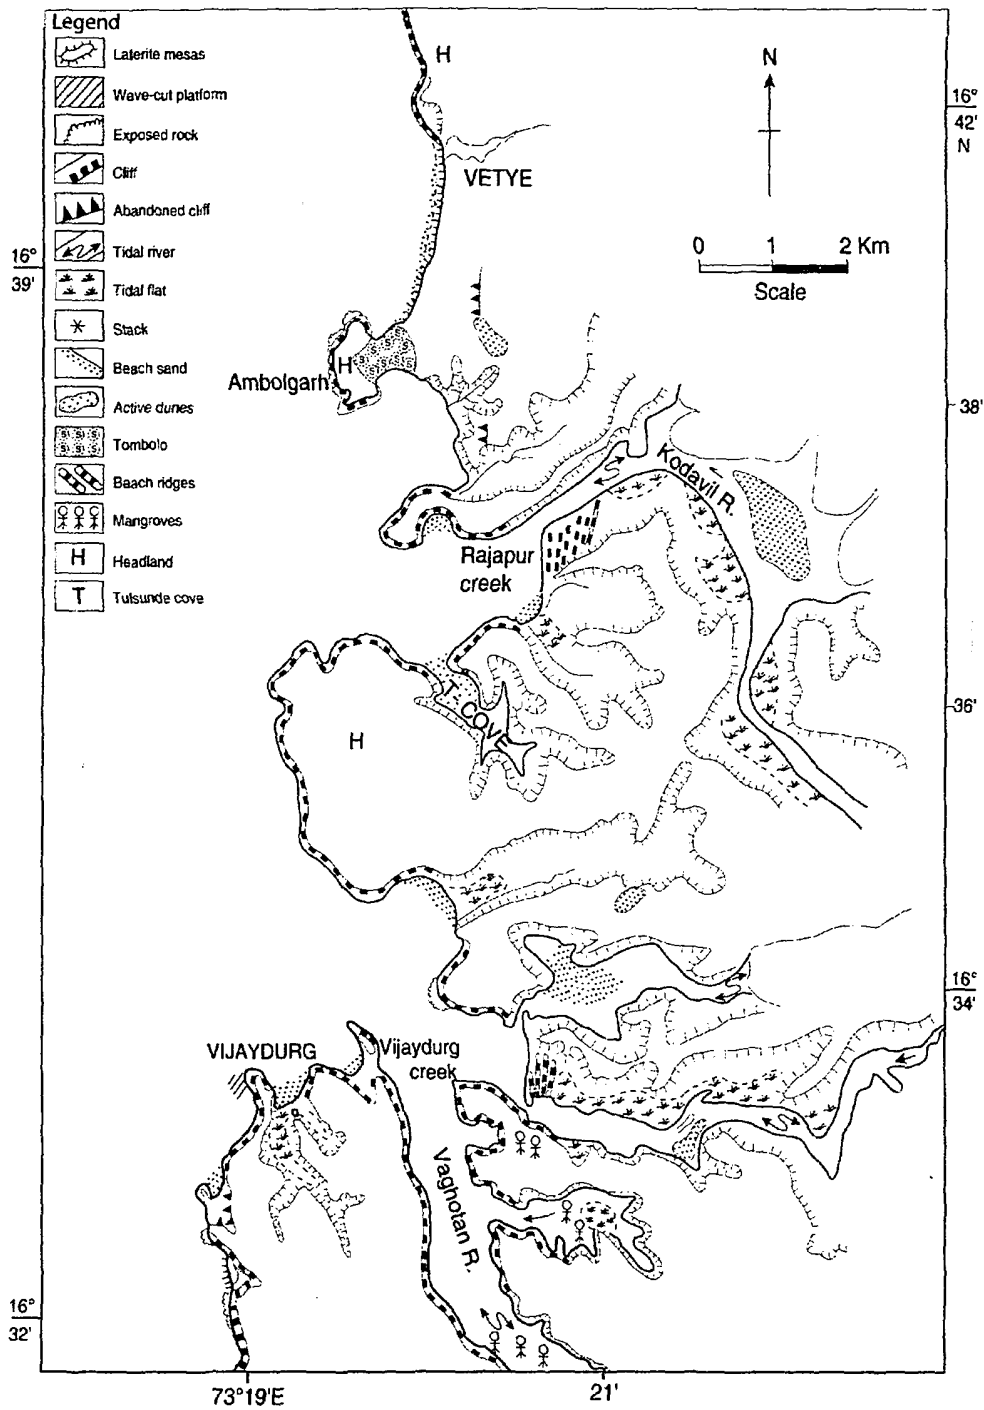 Legend
Laterite mesas
Wave-cut platform
Exposed rock
Cliff
Abandoned cliff
Tidal river
Tidal flat
Stack
Beach sand
Active dunes
Tombolo
Beach ridges
Mangroves
H Headland
T Tulsunde cove
H
N
16°
42'
N
VETYE
0 1 2 Km
Scale
16°
39'
H
Ambolgarh
38'
Kodavil R.
Rajapur
creek
T. COVE
36'
H
16°
34'
VIJAYDURG
Vijaydurg
creek
Vaghotan R.
16°
32'
73°19'E
21'